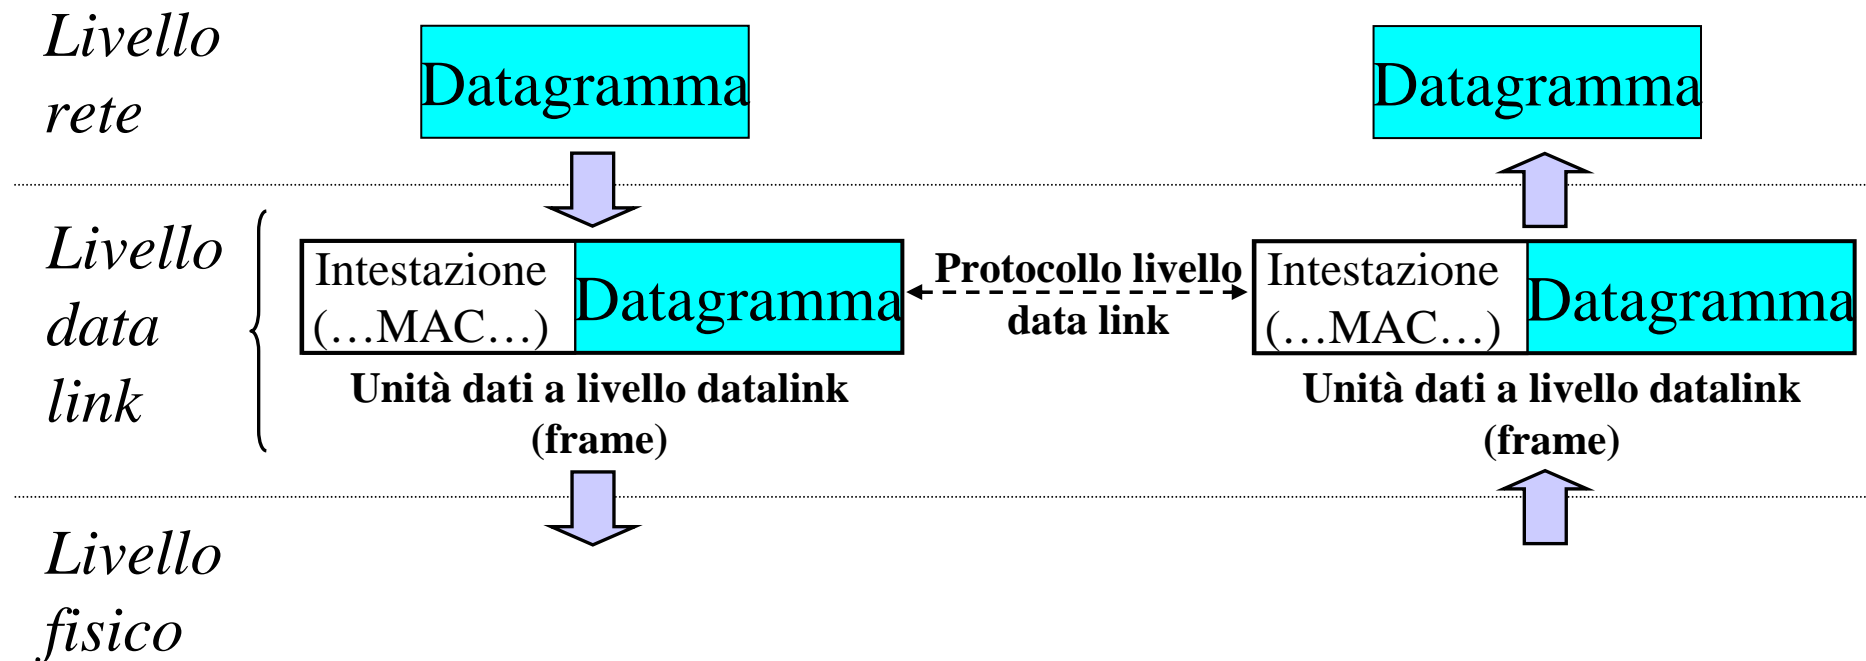 Livello
rete
Datagramma
Datagramma
Livello
data
link
Intestazione
(…MAC…)
Datagramma
Protocollo livello
data link
Intestazione
(…MAC…)
Datagramma
Unità dati a livello datalink
(frame)
Unità dati a livello datalink
(frame)
Livello
fisico